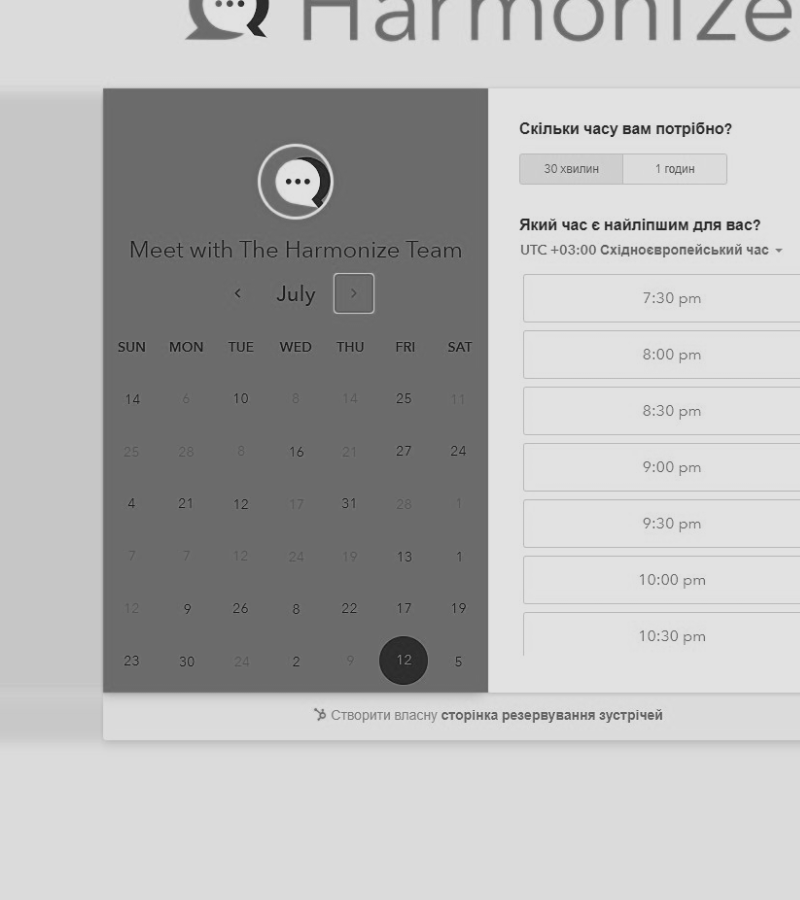 Harmonize
Meet with The Harmonize Team
July
SUN MON TUE WED THU FRI SAT
14 6 10 8 14 25 11
25 28 8 16 21 27 24
4 21 12 17 31 28 1
7 7 12 24 19 13 1
12 9 26 8 22 17 19
23 30 24 2 9 12 5
Скільки часу вам потрібно?
30 хвилин 1 годин
Який час є найліпшим для вас?
UTC +03:00 Східноєвропейський час
7:30 pm
8:00 pm
8:30 pm
9:00 pm
9:30 pm
10:00 pm
10:30 pm
Створити власну сторінка резервування зустрічей